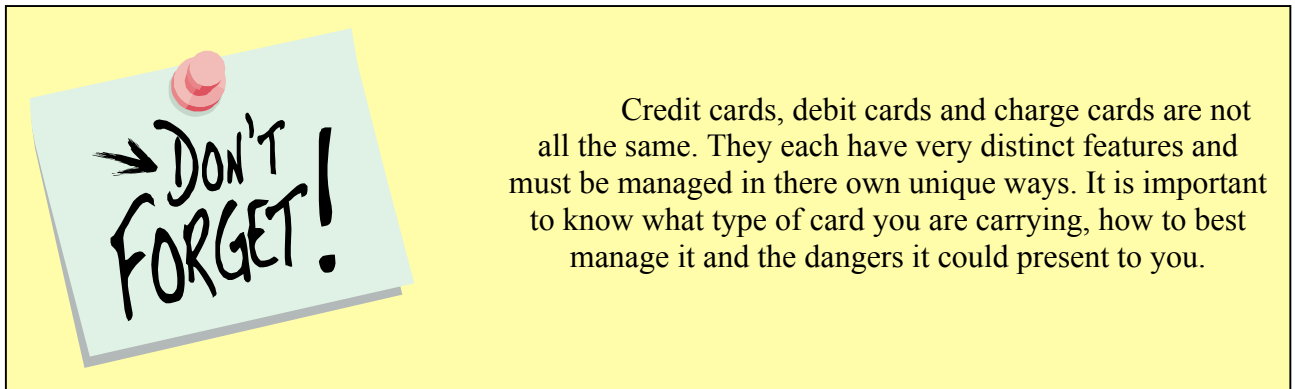 DON'T
FORGET!
Credit cards, debit cards and charge cards are not
all the same. They each have very distinct features and
must be managed in there own unique ways. It is important
to know what type of card you are carrying, how to best
manage it and the dangers it could present to you.